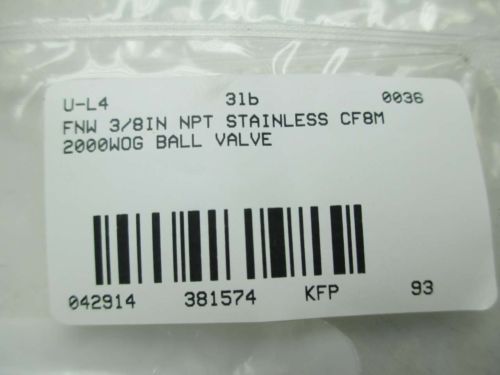 U-L4 31b 0036
FNW 3/8IN NPT STAINLESS CF8M
2000WOG BALL VALVE
042914 381574 KFP 93